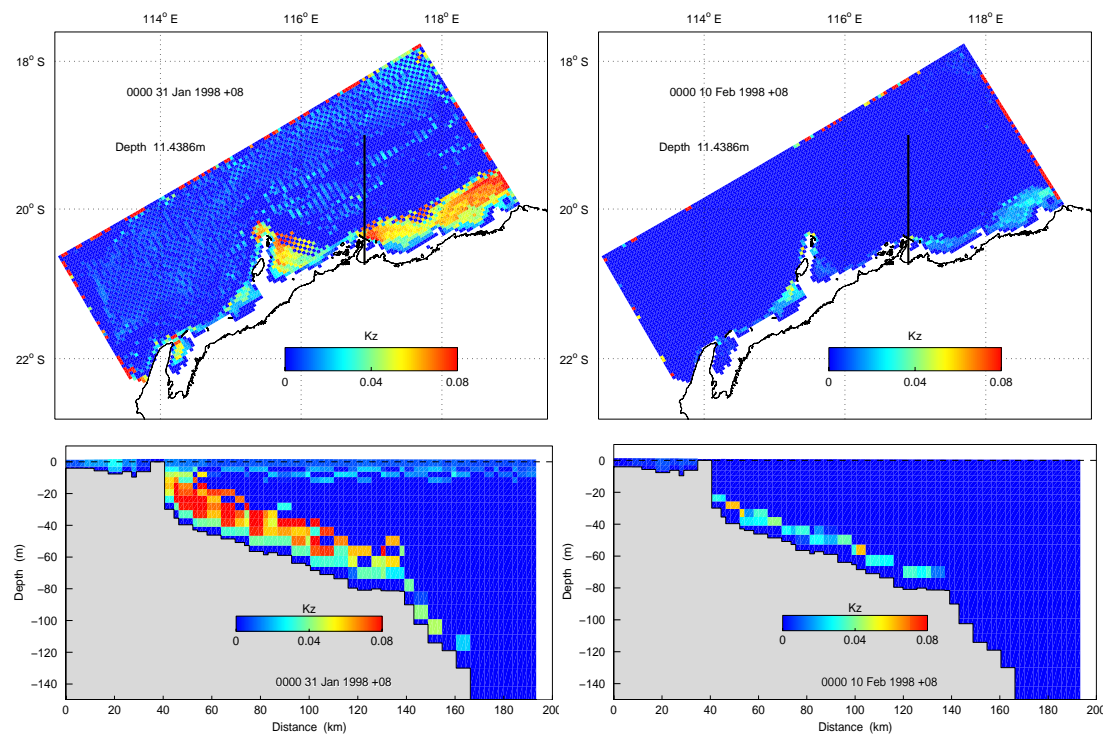 114° E 116° E 118° E
18° S
20° S
22° S
0000 31 Jan 1998 +08
Depth 11.4386m
Kz
0 0.04 0.08
114° E 116° E 118° E
18° S
20° S
22° S
0000 10 Feb 1998 +08
Depth 11.4386m
Kz
0 0.04 0.08
0
−20
−40
−60
−80
−100
−120
−140
Depth (m)
Kz
0 0.04 0.08
0000 31 Jan 1998 +08
0 20 40 60 80 100 120 140 160 180 200
Distance (km)
0
−20
−40
−60
−80
−100
−120
−140
Depth (m)
Kz
0 0.04 0.08
0000 10 Feb 1998 +08
0 20 40 60 80 100 120 140 160 180 200
Distance (km)